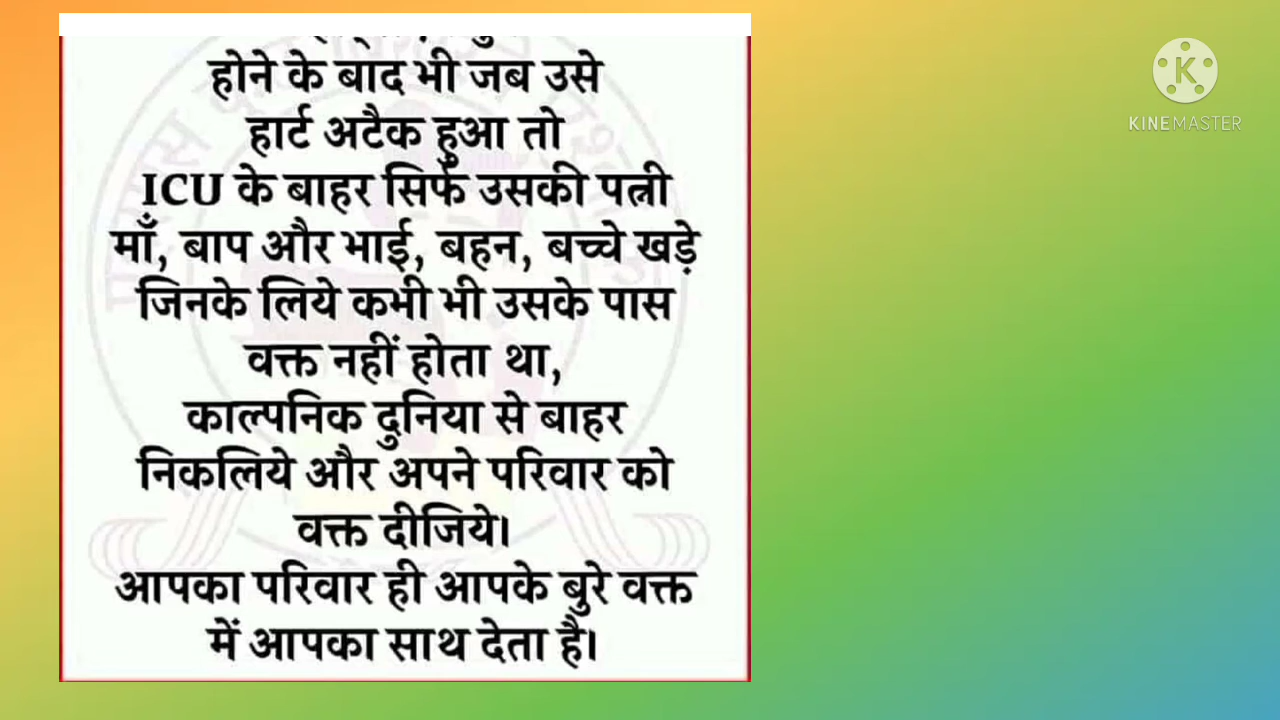 होने के बाद भी जब उसे
हार्ट अटैक हुआ तो
ICU के बाहर सिर्फ उसकी पत्नी
माँ, बाप और भाई, बहन, बच्चे खड़े
जिनके लिये कभी भी उसके पास
वक्त नहीं होता था,
काल्पनिक दुनिया से बाहर
निकलिये और अपने परिवार को
वक्त दीजिये।
आपका परिवार ही आपके बुरे वक्त
में आपका साथ देता है।
K
KINEMASTER